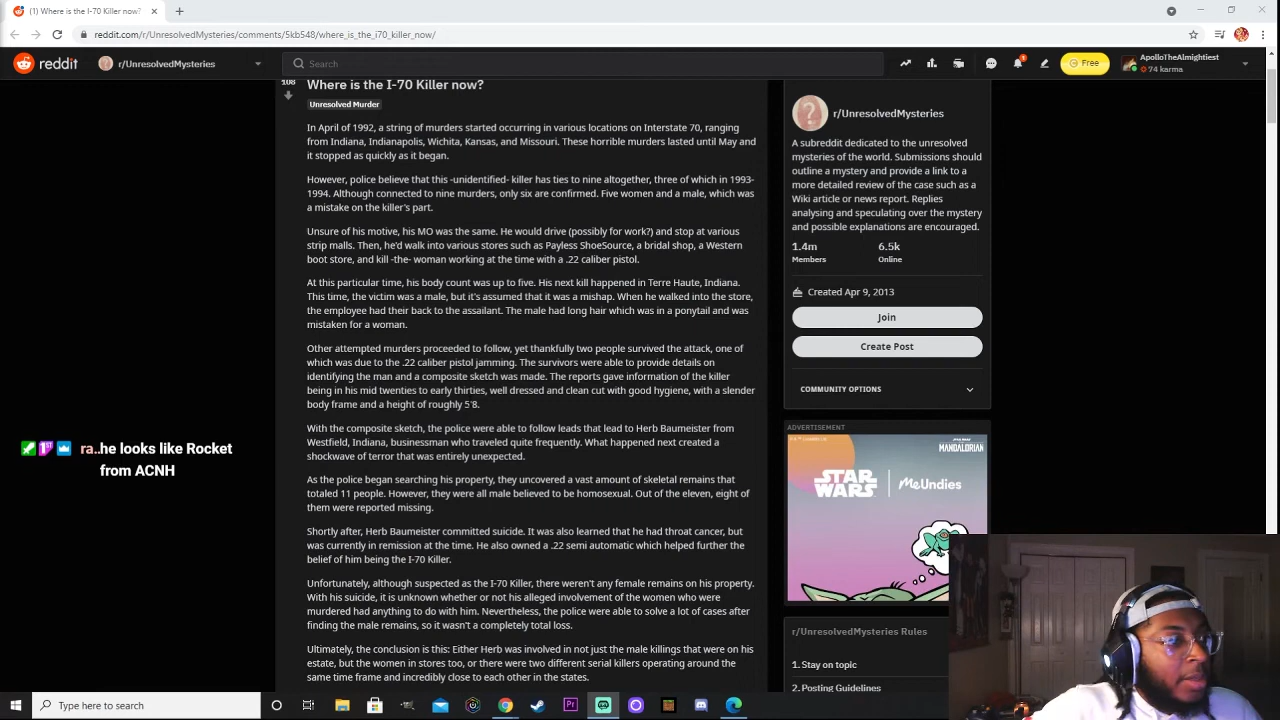 (1) Where is the I-70 Killer now?
reddit.com/r/UnresolvedMysteries/comments/5kb548/where_is_the_i70_killer_now/
reddit
r/UnresolvedMysteries
Search
1
Free
ApolloTheAlmightiest
74 karma
108
Where is the I-70 Killer now?
Unresolved Murder
In April of 1992, a string of murders started occurring in various locations on Interstate 70, ranging
from Indiana, Indianapolis, Wichita, Kansas, and Missouri. These horrible murders lasted until May and
it stopped as quickly as it began.
However, police believe that this -unidentified- killer has ties to nine altogether, three of which in 1993-
1994. Although connected to nine murders, only six are confirmed. Five women and a male, which was
a mistake on the killer's part.
Unsure of his motive, his MO was the same. He would drive (possibly for work?) and stop at various
strip malls. Then, he'd walk into various stores such as Payless ShoeSource, a bridal shop, a Western
boot store, and kill -the- woman working at the time with a .22 caliber pistol.
At this particular time, his body count was up to five. His next kill happened in Terre Haute, Indiana.
This time, the victim was a male, but it's assumed that it was a mishap. When he walked into the store,
the employee had their back to the assailant. The male had long hair which was in a ponytail and was
mistaken for a woman.
Other attempted murders proceeded to follow, yet thankfully two people survived the attack, one of
which was due to the .22 caliber pistol jamming. The survivors were able to provide details on
identifying the man and a composite sketch was made. The reports gave information of the killer
being in his mid twenties to early thirties, well dressed and clean cut with good hygiene, with a slender
body frame and a height of roughly 5'8.
With the composite sketch, the police were able to follow leads that lead to Herb Baumeister from
Westfield, Indiana, businessman who traveled quite frequently. What happened next created a
shockwave of terror that was entirely unexpected.
As the police began searching his property, they uncovered a vast amount of skeletal remains that
totaled 11 people. However, they were all male believed to be homosexual. Out of the eleven, eight of
them were reported missing.
Shortly after, Herb Baumeister committed suicide. It was also learned that he had throat cancer, but
was currently in remission at the time. He also owned a .22 semi automatic which helped further the
belief of him being the I-70 Killer.
Unfortunately, although suspected as the I-70 Killer, there weren't any female remains on his property.
With his suicide, it is unknown whether or not his alleged involvement of the women who were
murdered had anything to do with him. Nevertheless, the police were able to solve a lot of cases after
finding the male remains, so it wasn't a completely total loss.
Ultimately, the conclusion is this: Either Herb was involved in not just the male killings that were on his
estate, but the women in stores too, or there were two different serial killers operating around the
same time frame and incredibly close to each other in the states.
r/UnresolvedMysteries
A subreddit dedicated to the unresolved
mysteries of the world. Submissions should
outline a mystery and provide a link to a
more detailed review of the case such as a
Wiki article or news report. Replies
analysing and speculating over the mystery
and possible explanations are encouraged.
1.4m
6.5k
Members
Online
Created Apr 9, 2013
Join
Create Post
COMMUNITY OPTIONS
ADVERTISEMENT
STAR WARS
THE MANDALORIAN
STAR WARS
MeUndies
r/UnresolvedMysteries Rules
1. Stay on topic
2. Posting Guidelines
1ST
ra..he looks like Rocket
from ACNH
Type here to search
Pr